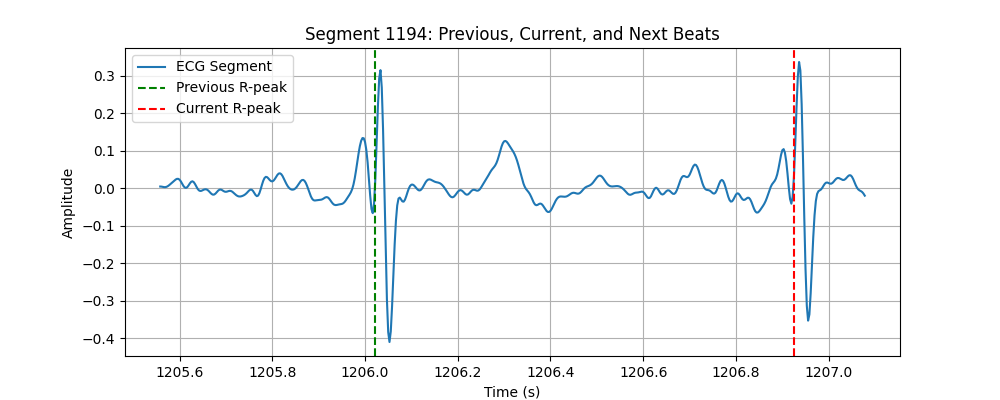 Segment 1194: Previous, Current, and Next Beats
ECG Segment
Previous R-peak
Current R-peak
Amplitude
0.3
0.2
0.1
0.0
−0.1
−0.2
−0.3
−0.4
1205.6 1205.8 1206.0 1206.2 1206.4 1206.6 1206.8 1207.0
Time (s)